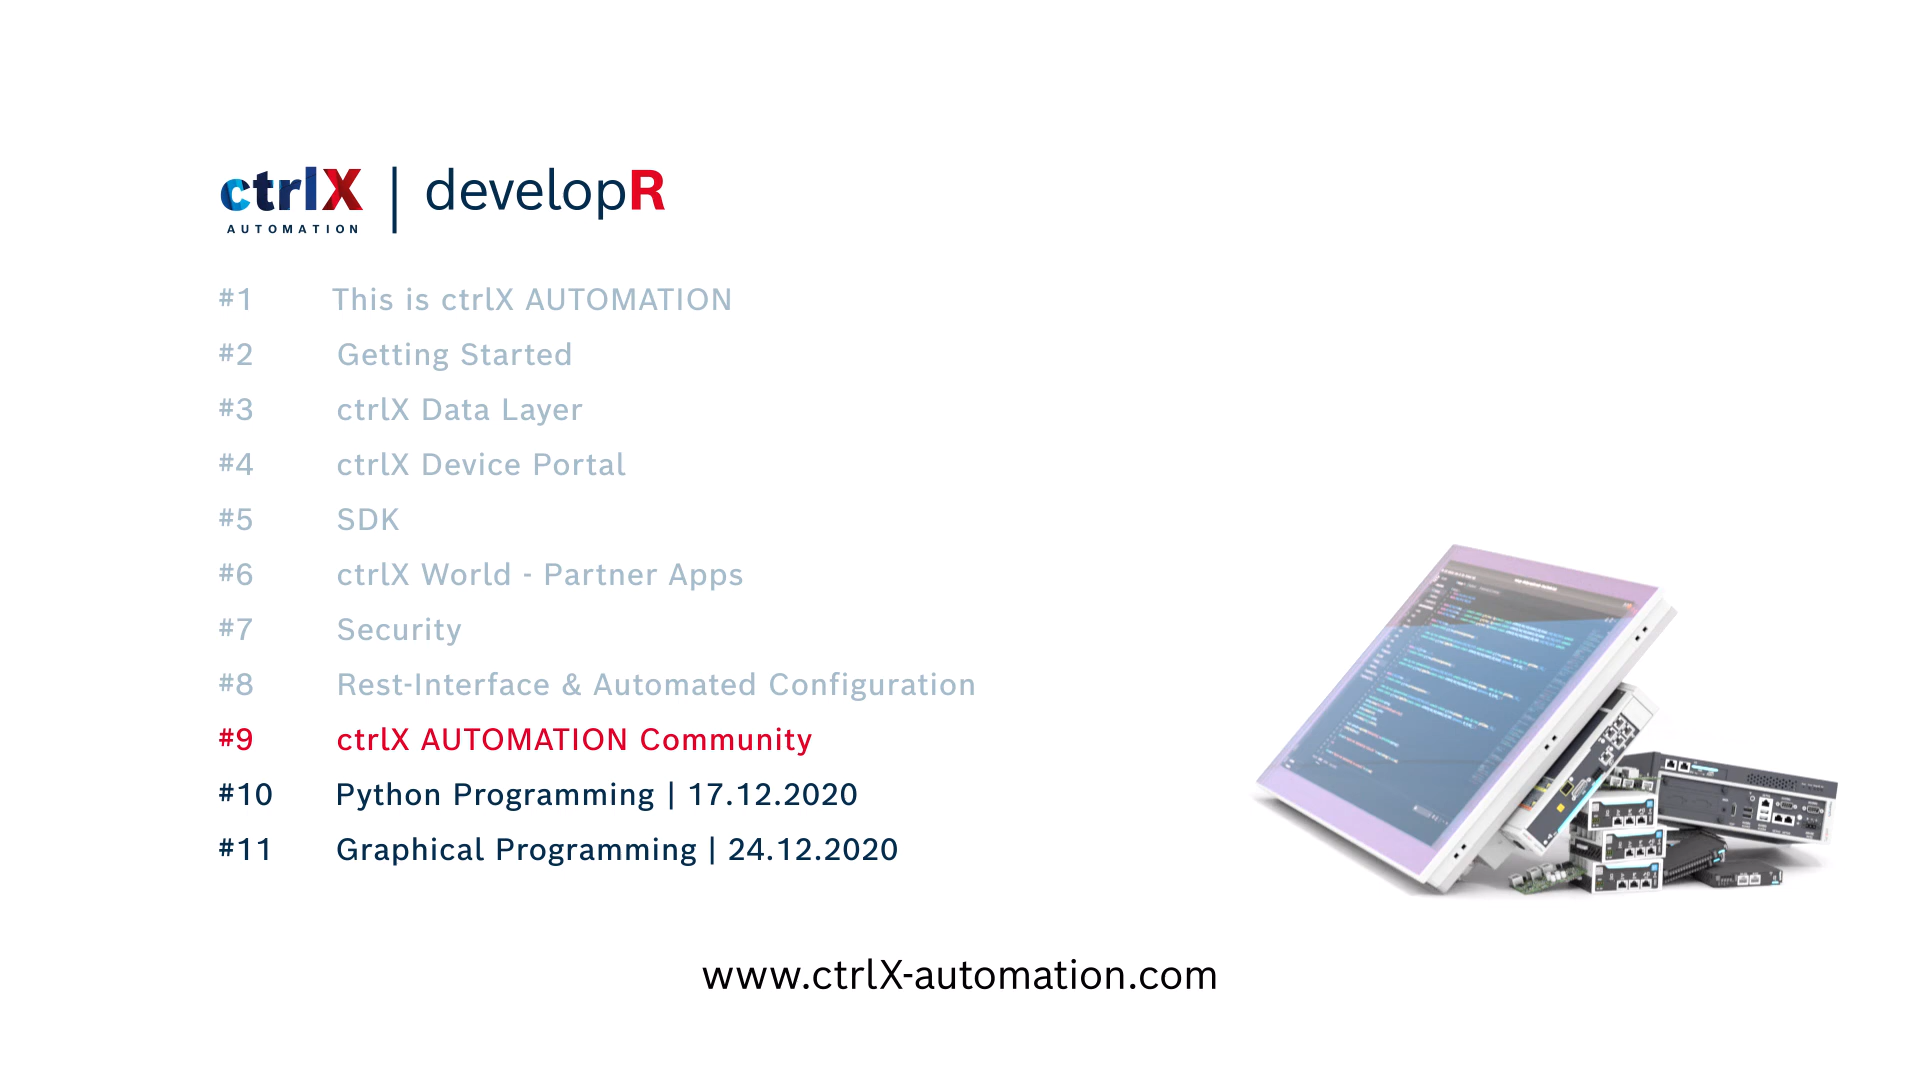 ctrlX | developR
AUTOMATION
#1 This is ctrlX AUTOMATION
#2 Getting Started
#3 ctrlX Data Layer
#4 ctrlX Device Portal
#5 SDK
#6 ctrlX World - Partner Apps
#7 Security
#8 Rest-Interface & Automated Configuration
#9 ctrlX AUTOMATION Community
#10 Python Programming | 17.12.2020
#11 Graphical Programming | 24.12.2020
www.ctrlX-automation.com